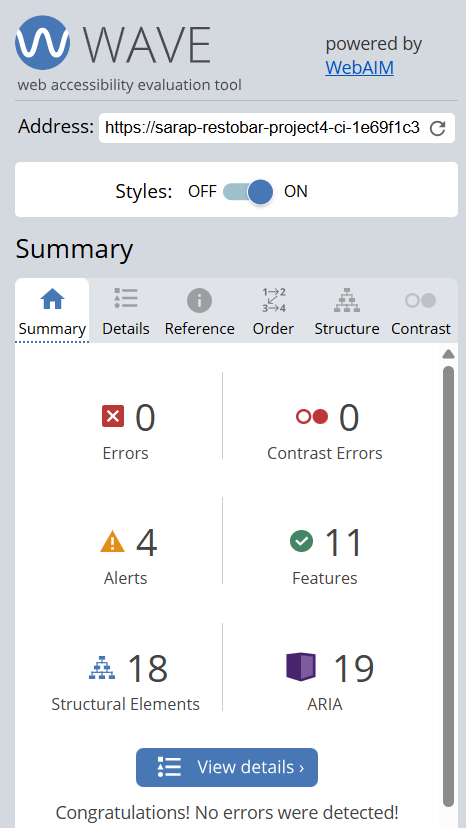 WAVE
web accessibility evaluation tool
powered by
WebAIM
Address: https://sarap-restobar-project4-ci-1e69f1c3
Styles: OFF ON
Summary
1→2
3→4
Summary Details Reference Order Structure Contrast
0 0
Errors Contrast Errors
4 11
Alerts Features
18 19
Structural Elements ARIA
View details ›
Congratulations! No errors were detected!